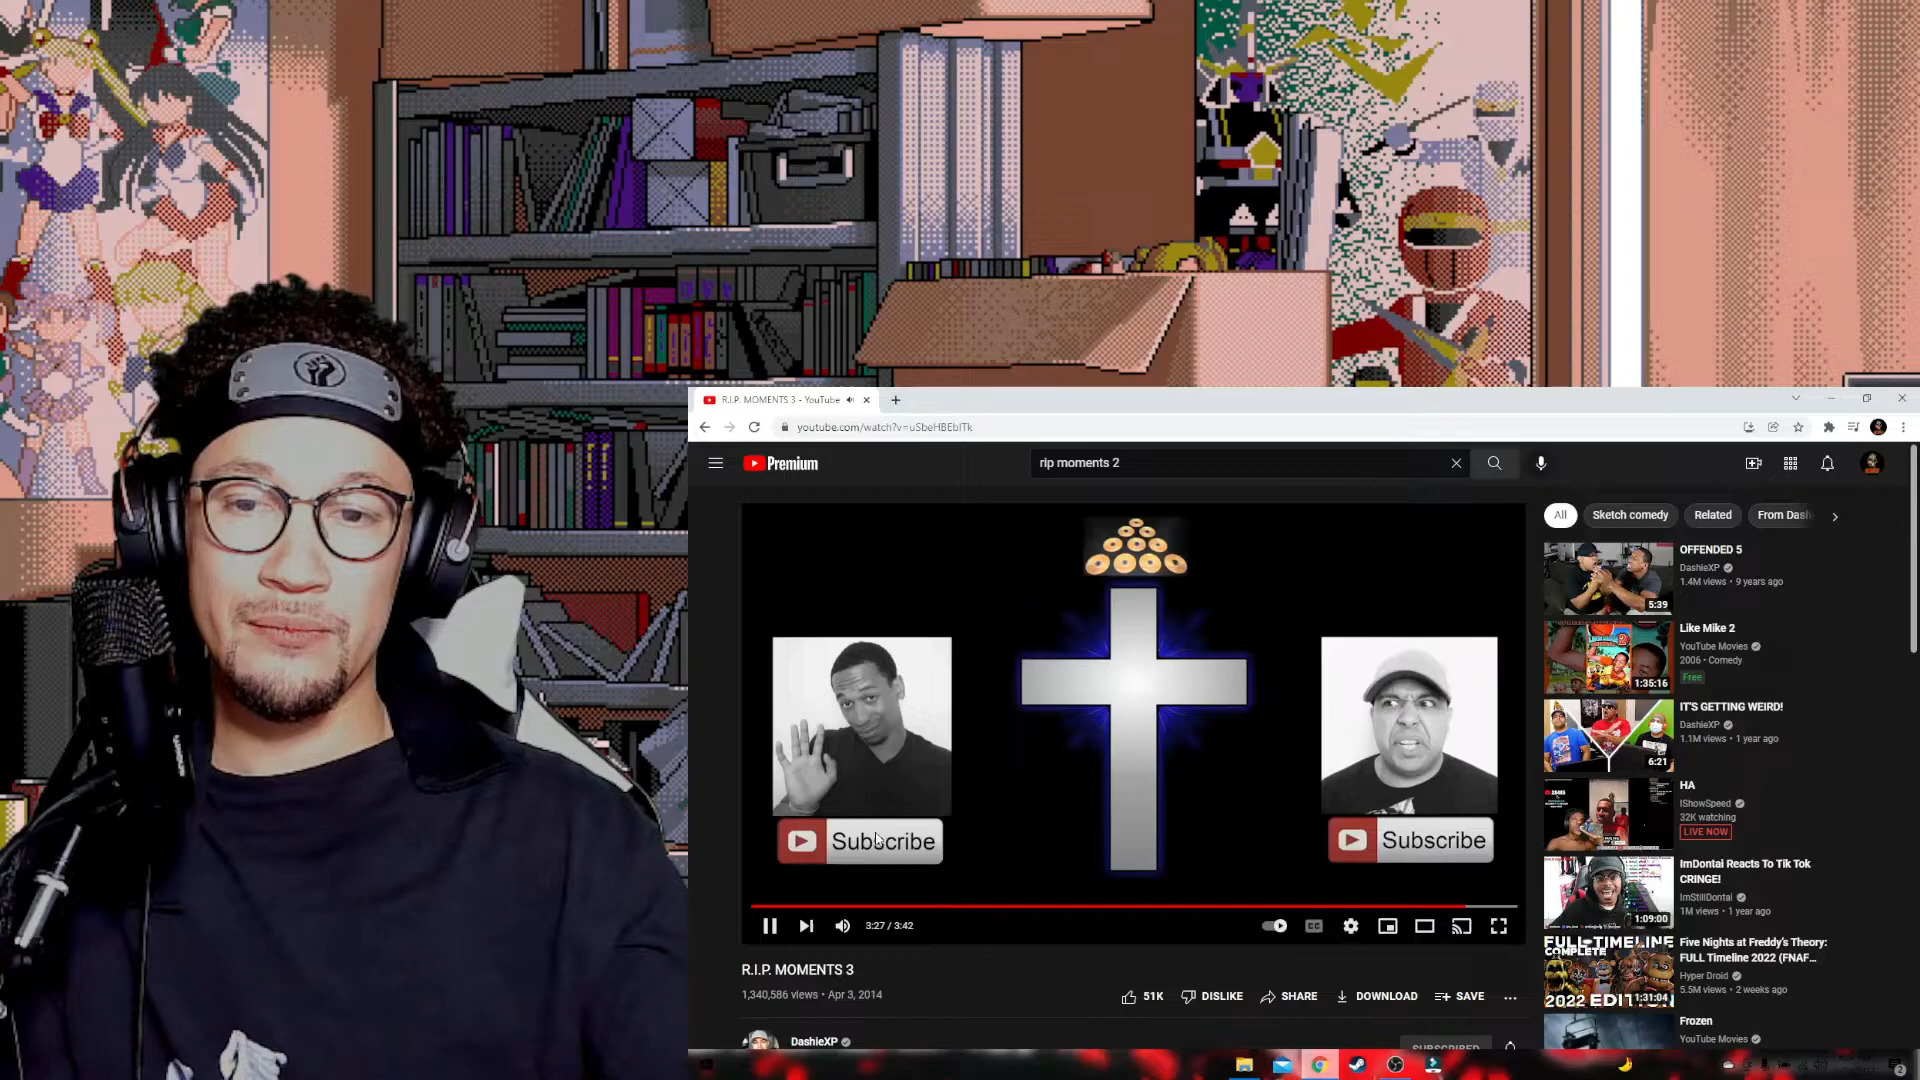 R.I.P. MOMENTS 3 - YouTube
youtube.com/watch?v=uSbeHBEbITk
Premium
rip moments 2
Subscribe
Subscribe
3:27 / 3:42
CC
R.I.P. MOMENTS 3
1,340,586 views • Apr 3, 2014
51K
DISLIKE
SHARE
DOWNLOAD
SAVE
DashieXP
SUBSCRIBED
All
Sketch comedy
Related
From Dash
OFFENDED 5
DashieXP
1.4M views • 9 years ago
5:39
Like Mike 2
YouTube Movies
2006 • Comedy
Free
1:35:16
IT'S GETTING WEIRD!
DashieXP
1.1M views • 1 year ago
6:21
HA
IShowSpeed
32K watching
LIVE NOW
ImDontai Reacts To Tik Tok
CRINGE!
ImStillDontai
1M views • 1 year ago
1:09:00
Five Nights at Freddy's Theory:
FULL Timeline 2022 (FNAF...
Hyper Droid
5.5M views • 2 weeks ago
FULL-TIMELINE
COMPLETE
2022 EDITION
1:31:04
Frozen
YouTube Movies
2